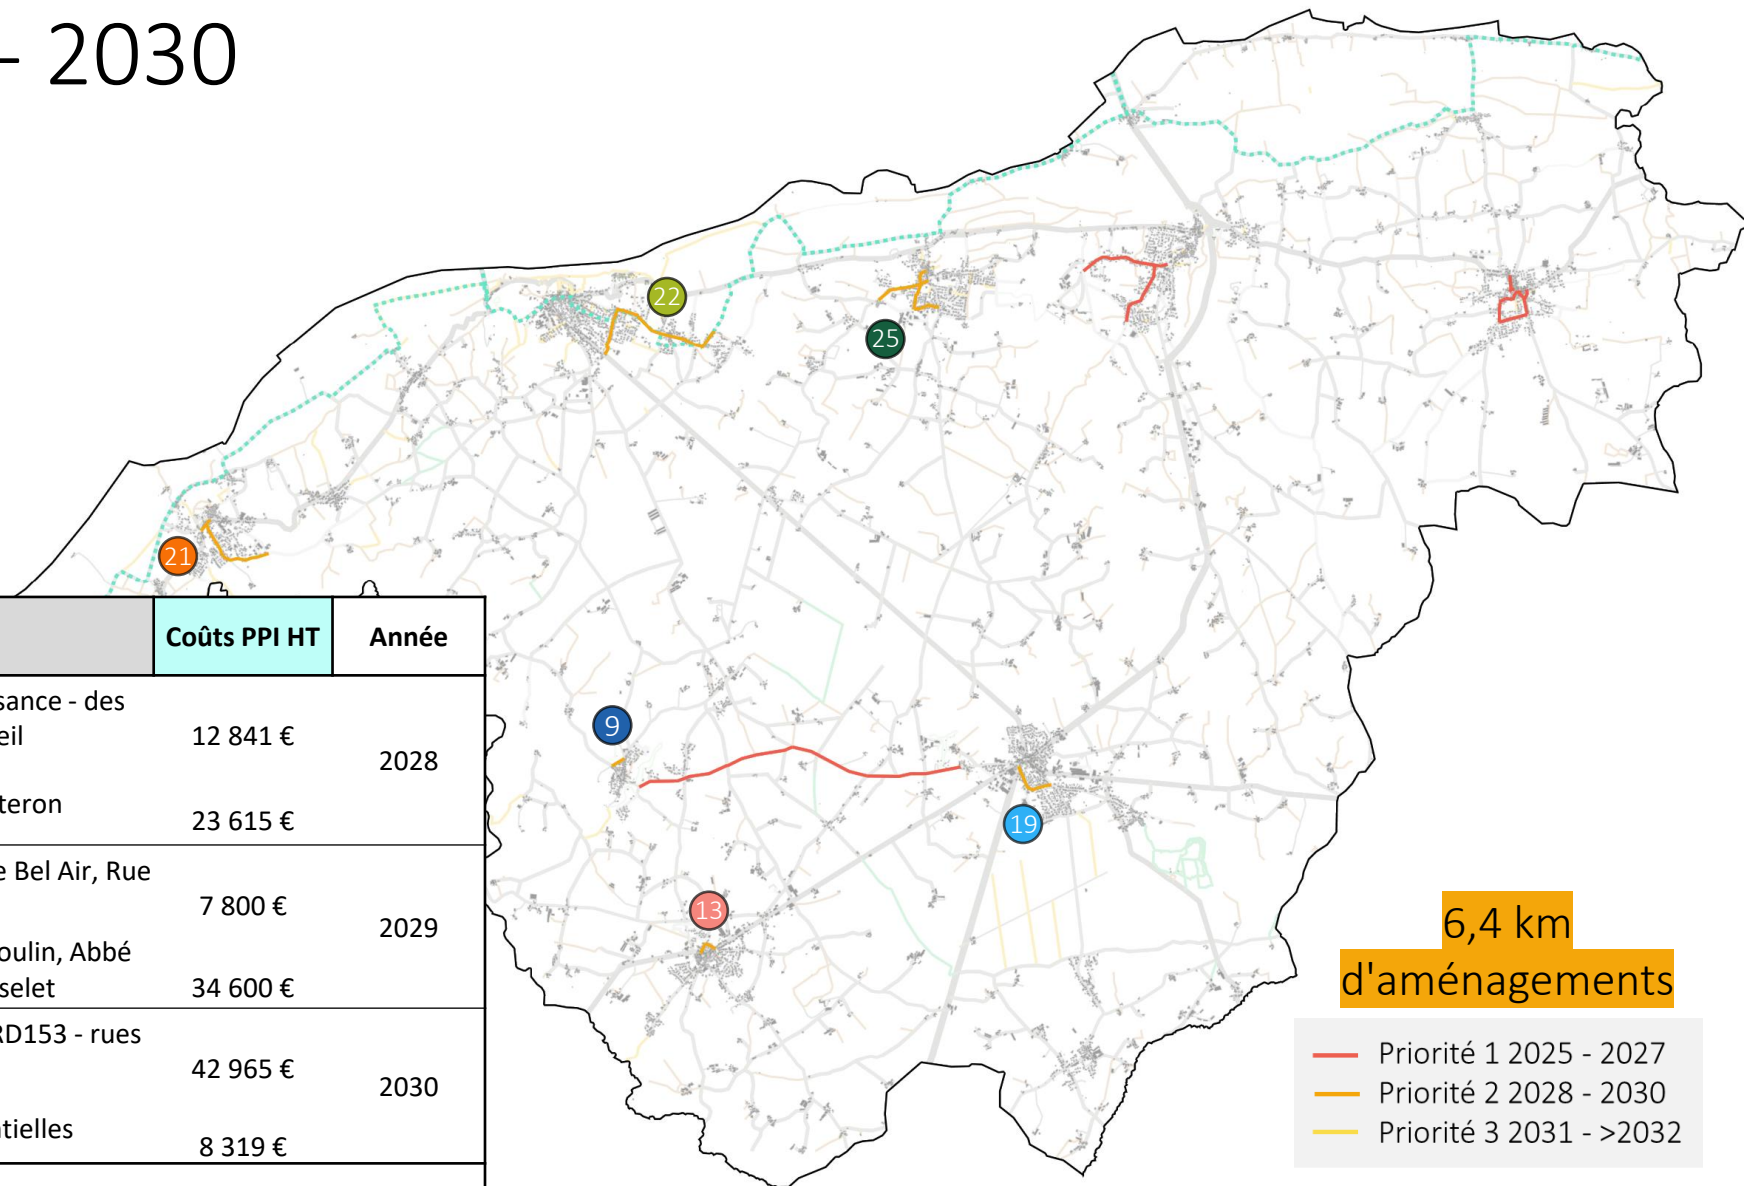 - 2030
22
25
21
Coûts PPI HT
Année
sance - des
eil
12 841 €
2028
teron
23 615 €
e Bel Air, Rue
7 800 €
2029
oulin, Abbé
selet
34 600 €
RD153 - rues
42 965 €
2030
ntielles
8 319 €
9
19
13
6,4 km
d'aménagements
Priorité 1 2025 - 2027
Priorité 2 2028 - 2030
Priorité 3 2031 - >2032